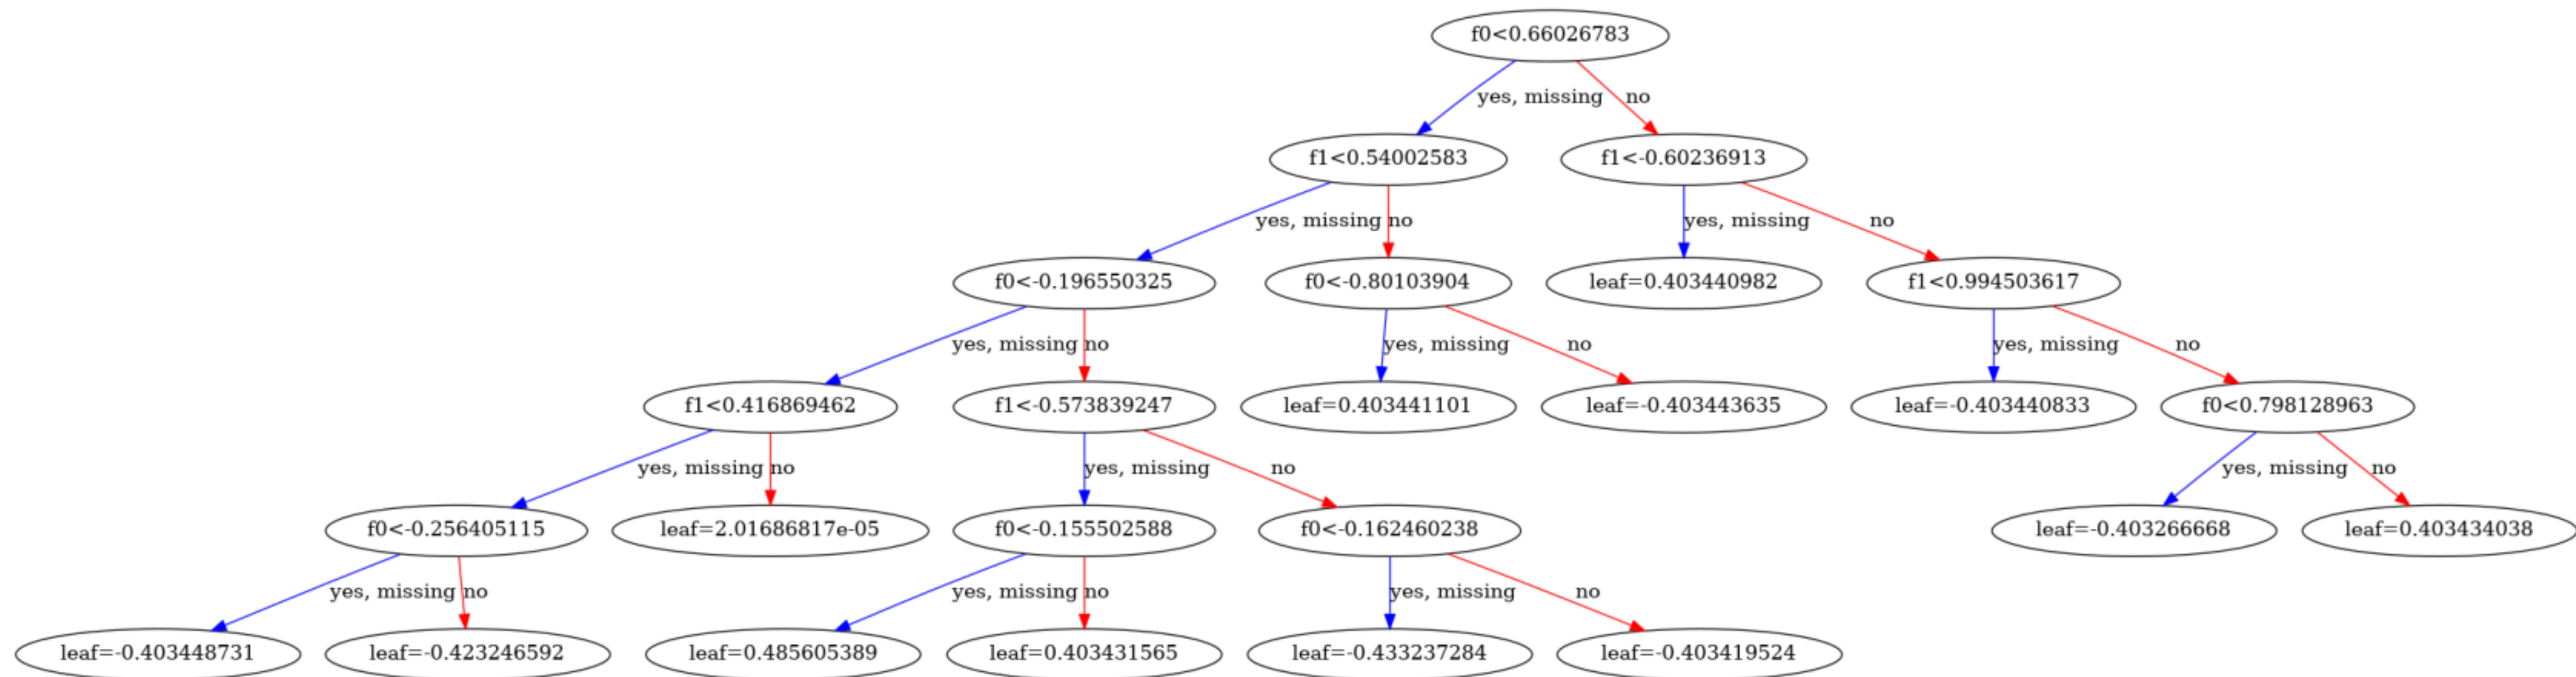 f0<0.66026783
yes, missing no
f1<0.54002583 f1<-0.60236913
yes, missing no yes, missing no
f0<-0.196550325 f0<-0.80103904 leaf=0.403440982 f1<0.994503617
yes, missing no yes, missing no yes, missing no
f1<0.416869462 f1<-0.573839247 leaf=0.403441101 leaf=-0.403443635 leaf=-0.403440833 f0<0.798128963
yes, missing no yes, missing no yes, missing no
f0<-0.256405115 leaf=2.01686817e-05 f0<-0.155502588 f0<-0.162460238 leaf=-0.403266668 leaf=0.403434038
yes, missing no yes, missing no yes, missing no
leaf=-0.403448731 leaf=-0.423246592 leaf=0.485605389 leaf=0.403431565 leaf=-0.433237284 leaf=-0.403419524